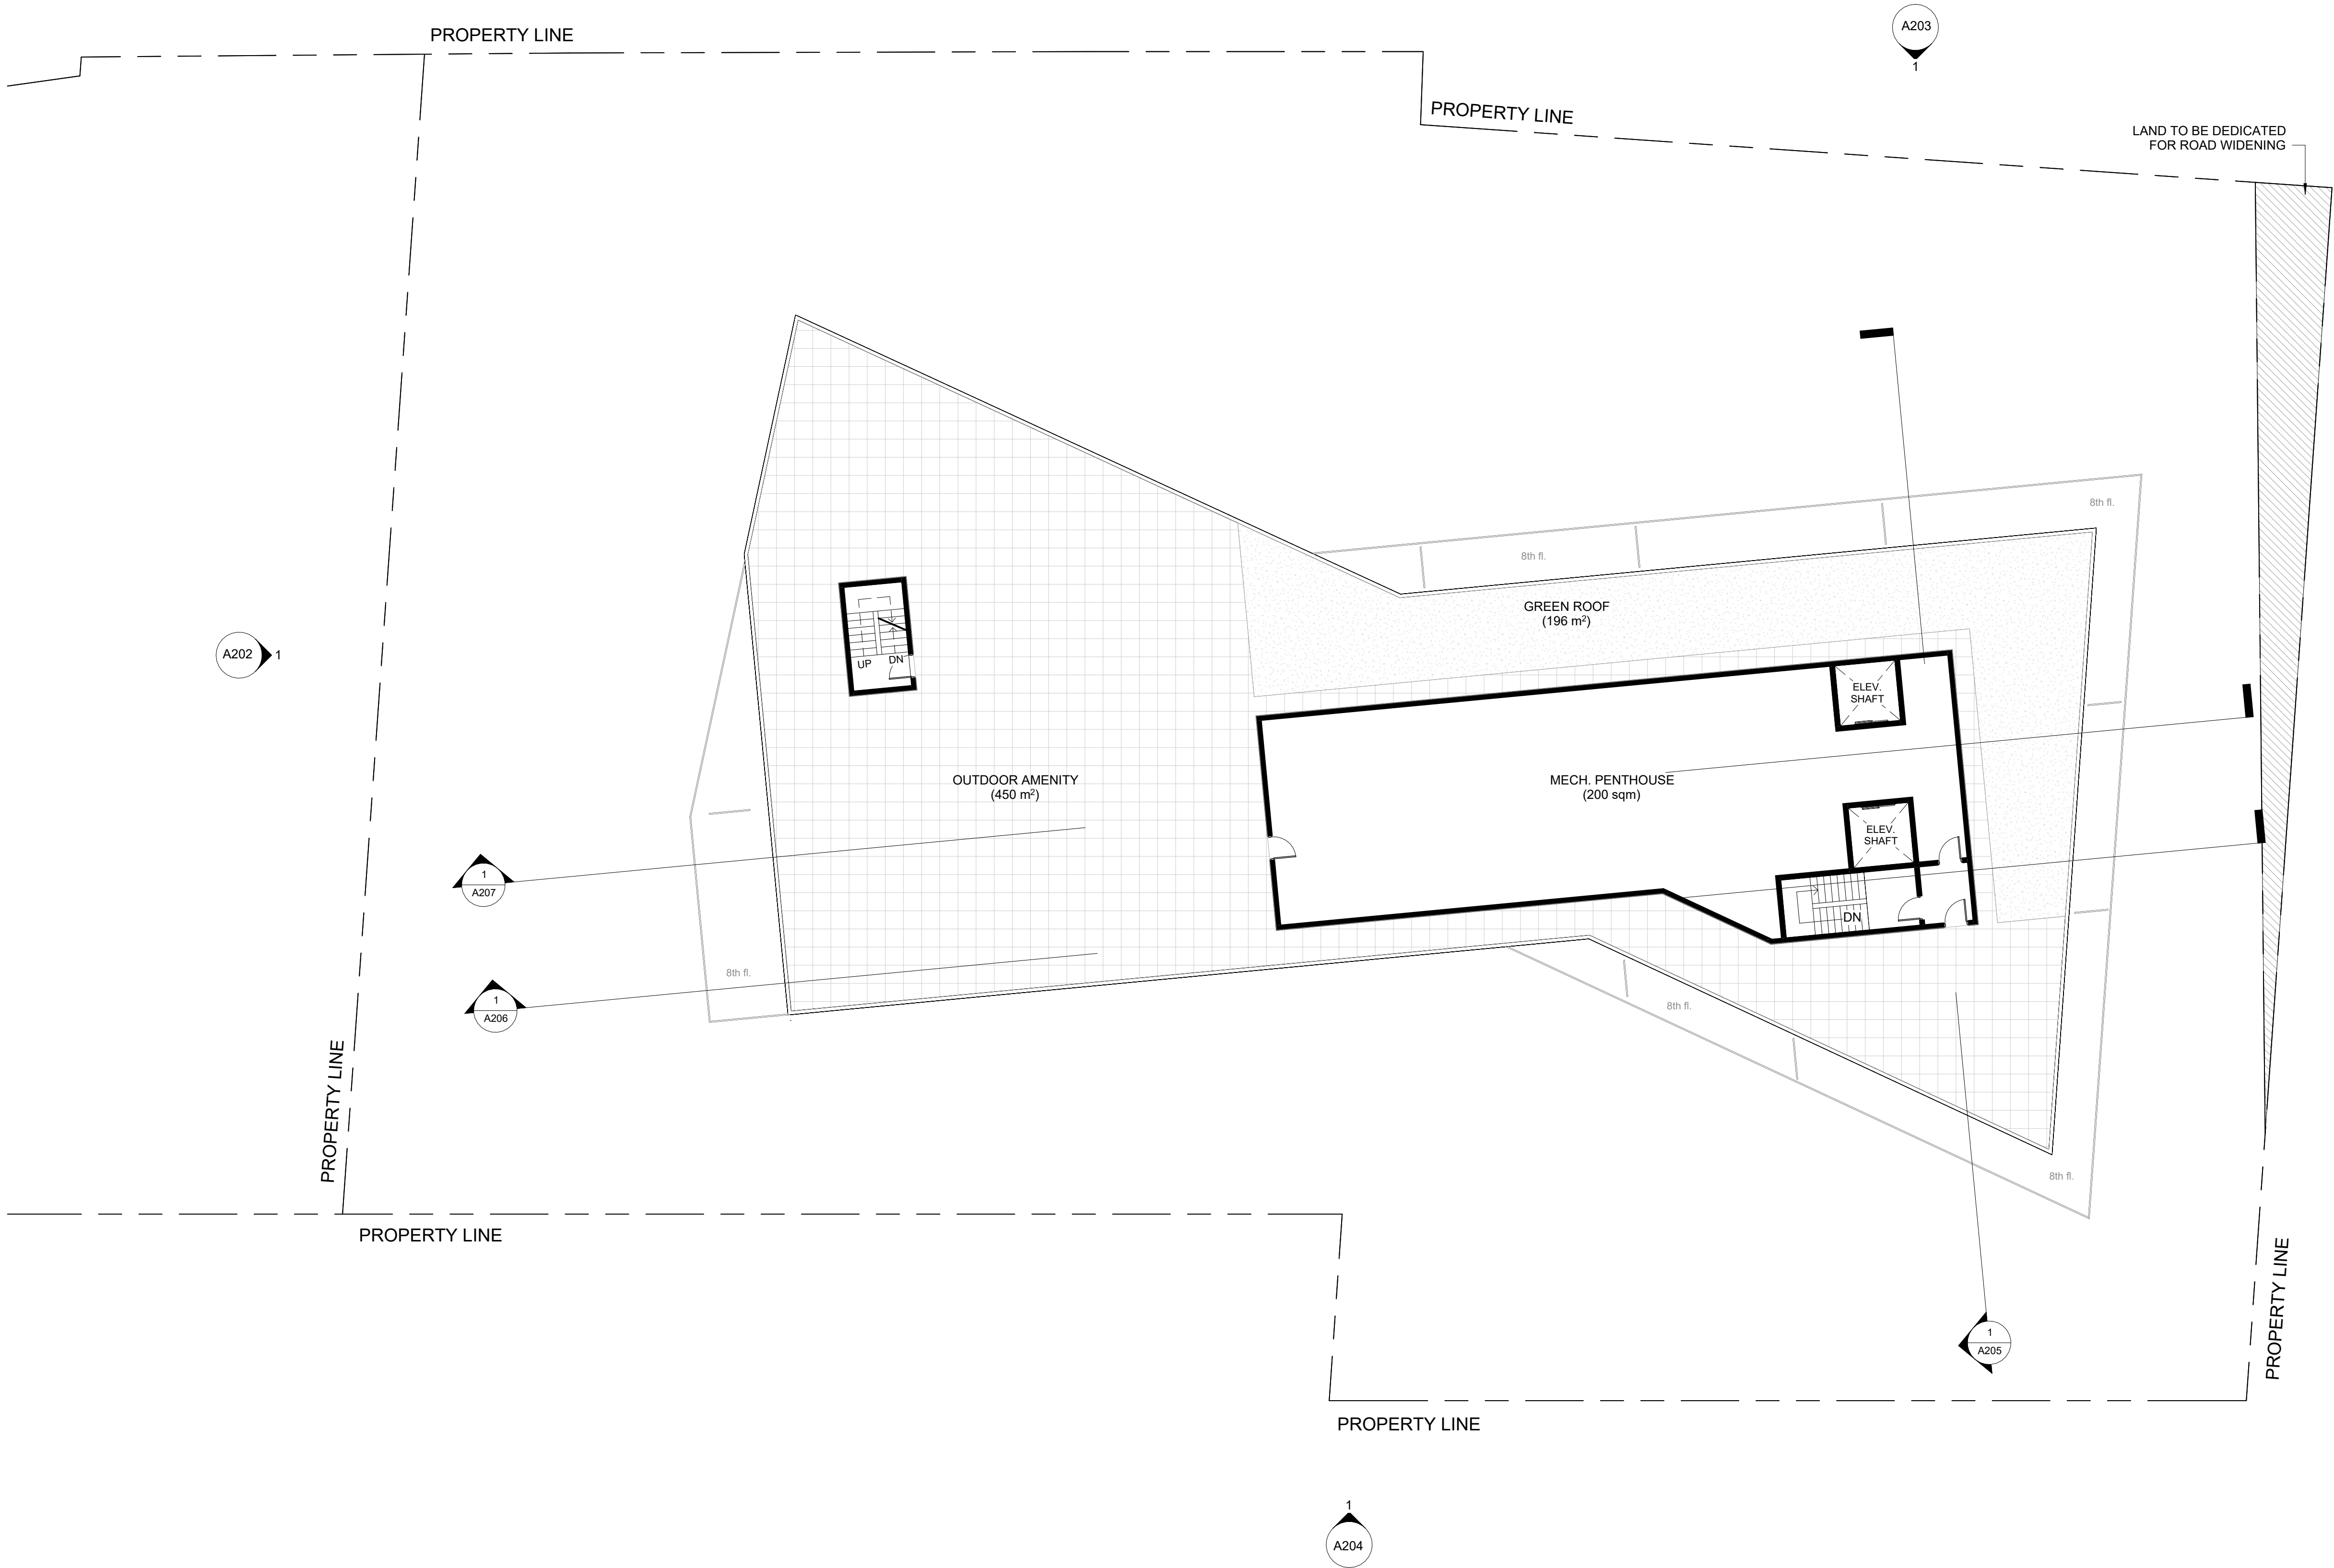 A203
1
PROPERTY LINE
PROPERTY LINE
LAND TO BE DEDICATED
FOR ROAD WIDENING
8th fl.
8th fl.
GREEN ROOF
(196 m²)
A202
1
UP
DN
ELEV.
SHAFT
OUTDOOR AMENITY
(450 m²)
MECH. PENTHOUSE
(200 sqm)
ELEV.
SHAFT
1
A207
DN
8th fl.
1
A206
8th fl.
PROPERTY LINE
8th fl.
PROPERTY LINE
PROPERTY LINE
1
A205
PROPERTY LINE
1
A204